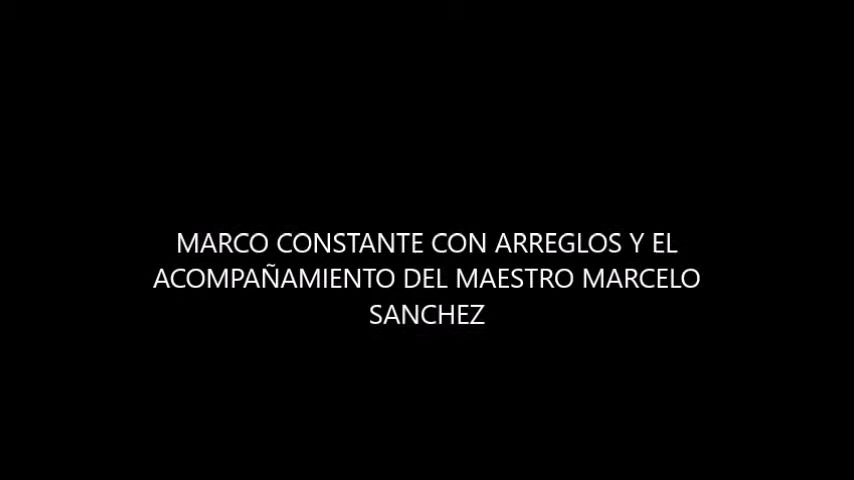 MARCO CONSTANTE CON ARREGLOS Y EL
ACOMPAÑAMIENTO DEL MAESTRO MARCELO
SANCHEZ